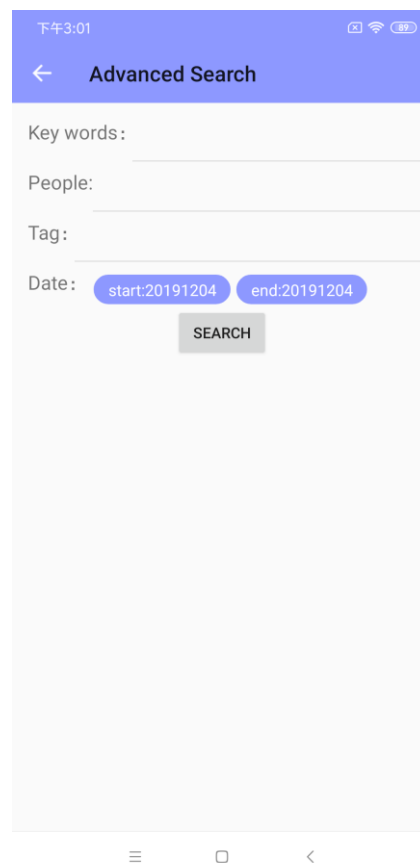 下午3:01 89
Advanced Search
Key words：
People:
Tag：
Date： start:20191204 end:20191204
SEARCH